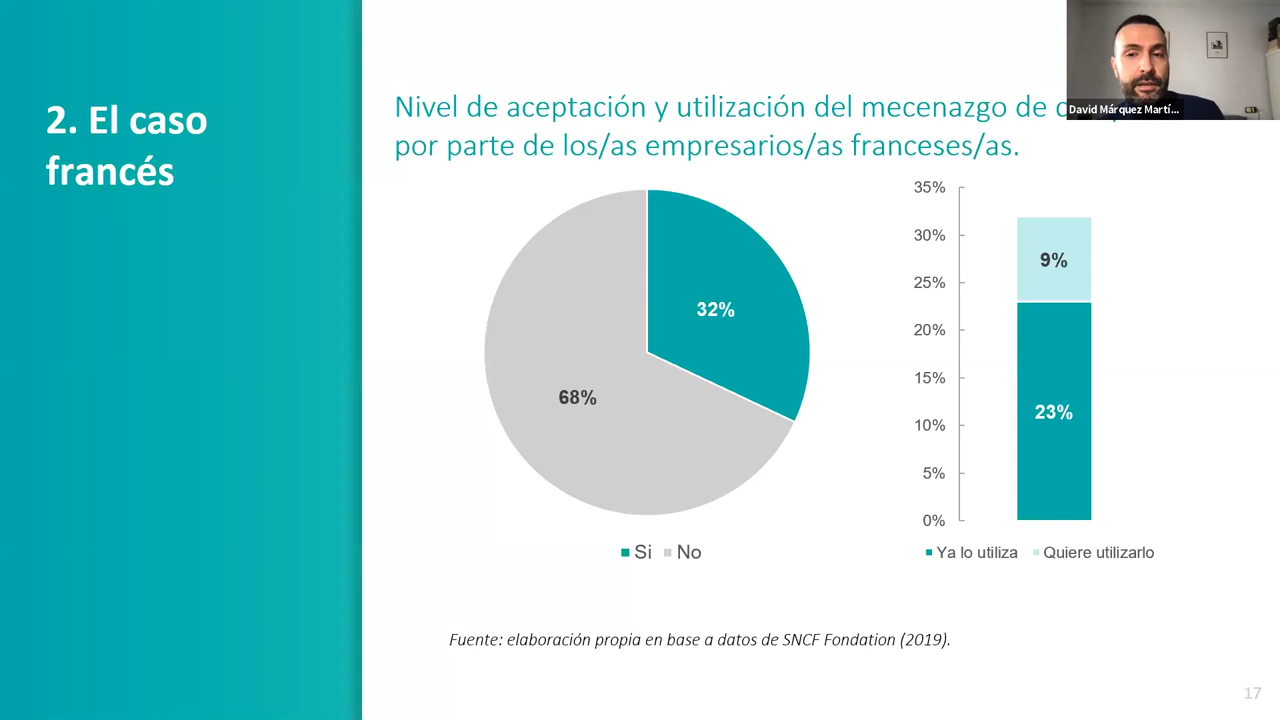 2. El caso
francés
Nivel de aceptación y utilización del mecenazgo de
por parte de los/as empresarios/as franceses/as.
David Márquez Martí...
32%
68%
Si No
35%
30%
25%
20%
15%
10%
5%
0%
9%
23%
Ya lo utiliza Quiere utilizarlo
Fuente: elaboración propia en base a datos de SNCF Fondation (2019).
17